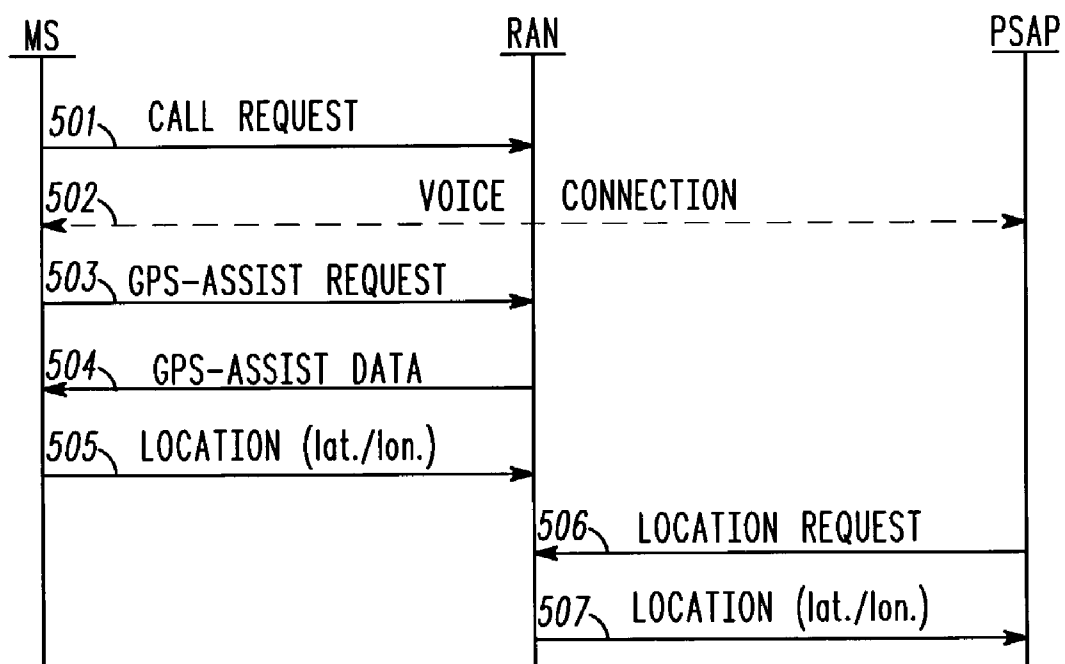 MS RAN PSAP
501 CALL REQUEST
502 VOICE CONNECTION
503 GPS-ASSIST REQUEST
504 GPS-ASSIST DATA
505 LOCATION (lat./lon.)
506 LOCATION REQUEST
507 LOCATION (lat./lon.)